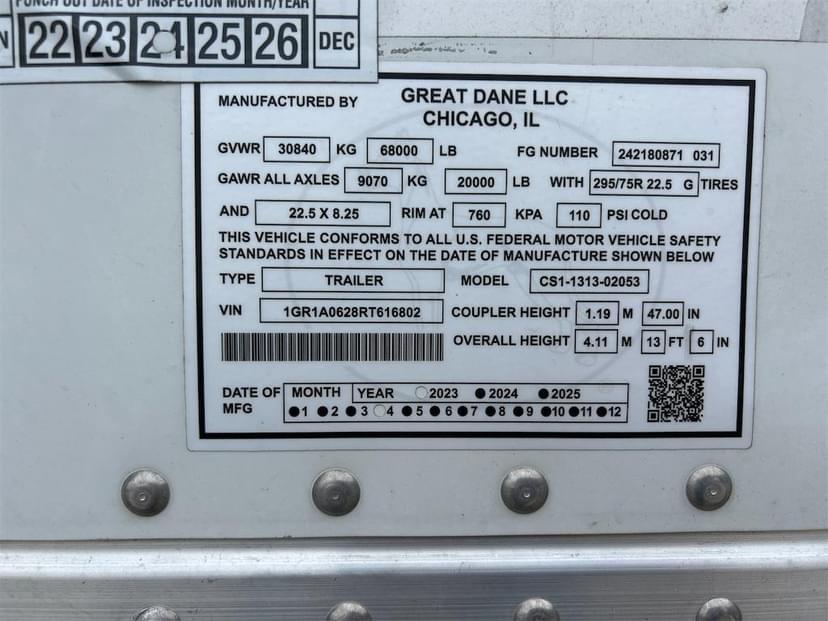 PUNCH OUT DATE OF INSPECTION MONTH/YEAR
N 22 23 24 25 26 DEC
MANUFACTURED BY GREAT DANE LLC
CHICAGO, IL
GVWR 30840 KG 68000 LB FG NUMBER 242180871 031
GAWR ALL AXLES 9070 KG 20000 LB WITH 295/75R 22.5 G TIRES
AND 22.5 X 8.25 RIM AT 760 KPA 110 PSI COLD
THIS VEHICLE CONFORMS TO ALL U.S. FEDERAL MOTOR VEHICLE SAFETY
STANDARDS IN EFFECT ON THE DATE OF MANUFACTURE SHOWN BELOW
TYPE TRAILER MODEL CS1-1313-02053
VIN 1GR1A0628RT616802 COUPLER HEIGHT 1.19 M 47.00 IN
OVERALL HEIGHT 4.11 M 13 FT 6 IN
DATE OF MFG MONTH YEAR 2023 2024 2025
1 2 3 4 5 6 7 8 9 10 11 12